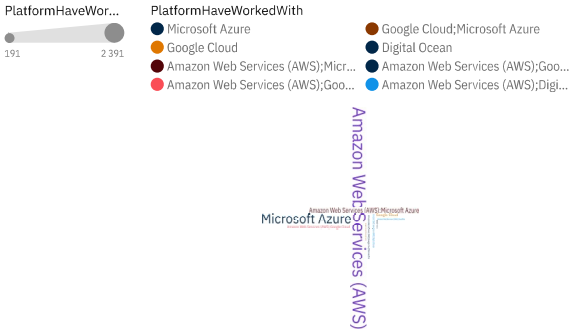 PlatformHaveWor...
191
2 391
PlatformHaveWorkedWith
Microsoft Azure
Google Cloud
Amazon Web Services (AWS);Micr...
Amazon Web Services (AWS);Goo...
Google Cloud;Microsoft Azure
Digital Ocean
Amazon Web Services (AWS);Goo...
Amazon Web Services (AWS);Digi...
Amazon Web Services (AWS)
Amazon Web Services (AWS);Microsoft Azure
Microsoft Azure
Google Cloud